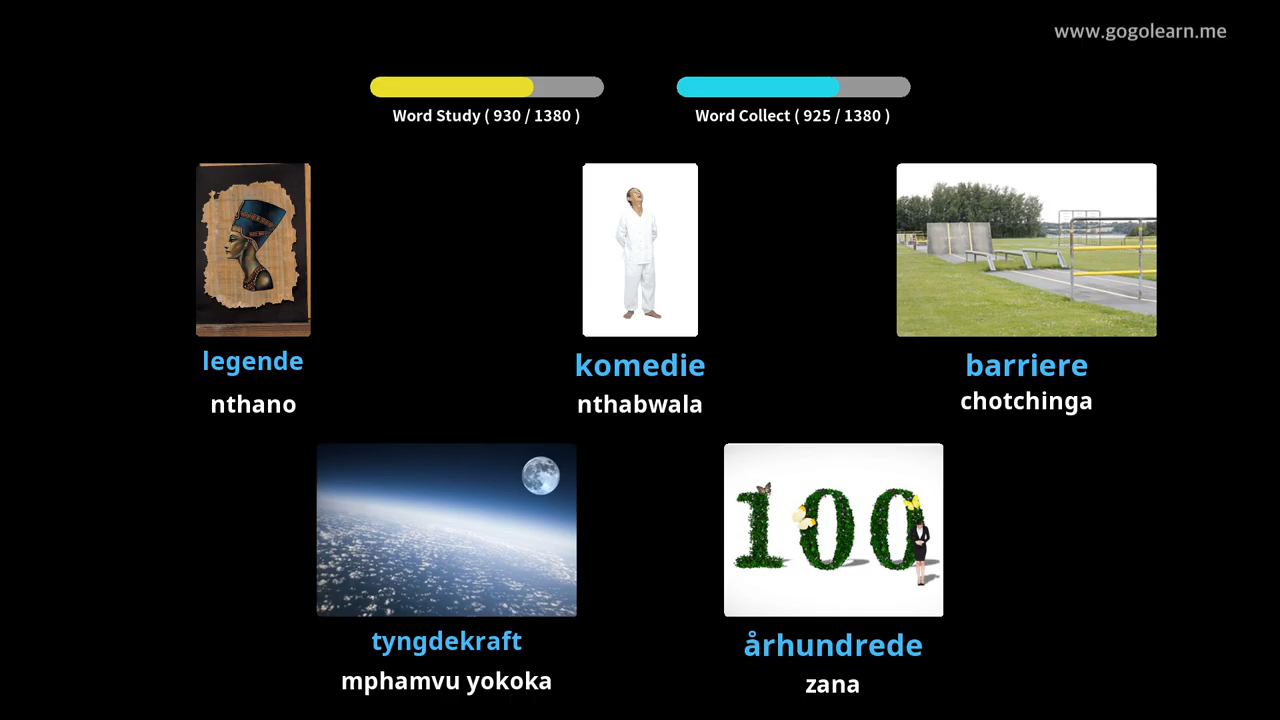 www.gogolearn.me
Word Study ( 930 / 1380 )
Word Collect ( 925 / 1380 )
legende
nthano
komedie
nthabwala
barriere
chotchinga
100
tyngdekraft
mphamvu yokoka
århundrede
zana